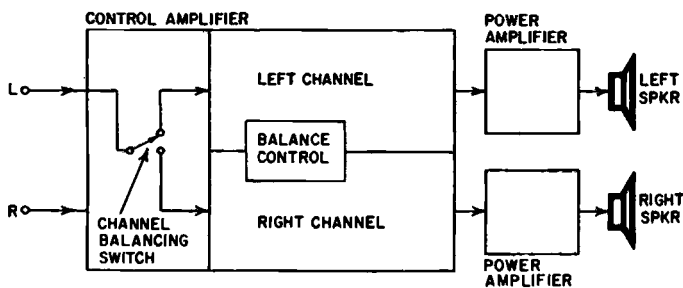 CONTROL AMPLIFIER
POWER
AMPLIFIER
L
LEFT CHANNEL
LEFT
SPKR
BALANCE
CONTROL
R
CHANNEL
BALANCING
SWITCH
RIGHT CHANNEL
RIGHT
SPKR
POWER
AMPLIFIER